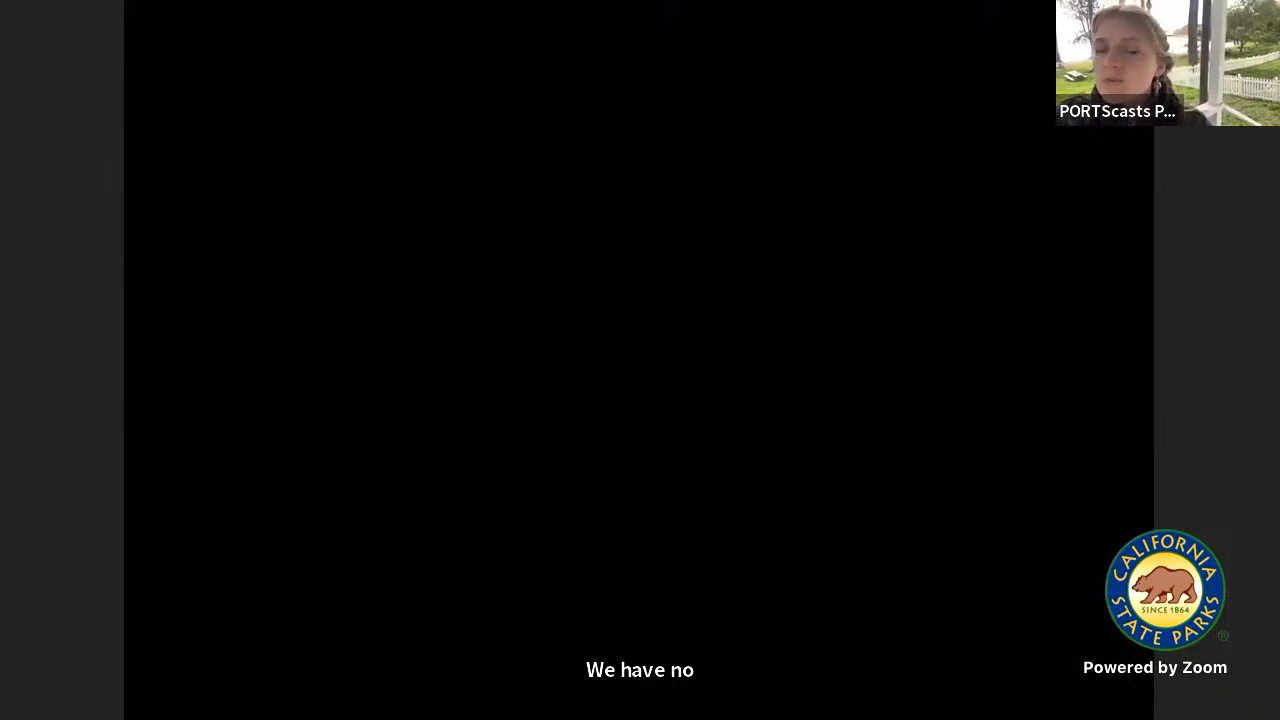 PORTScasts P...
CALIFORNIA
SINCE 1864
STATE PARKS
®
Powered by Zoom
We have no